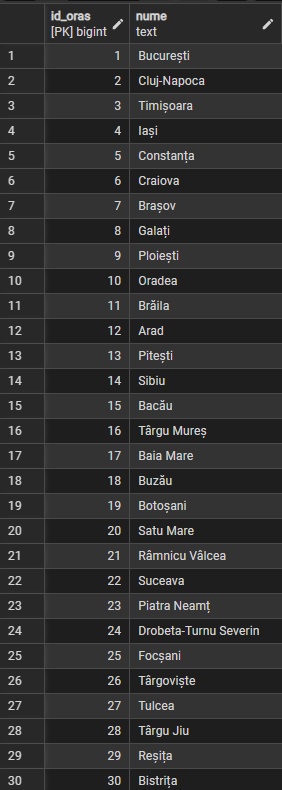 id_oras nume
[PK] bigint text
1 1 București
2 2 Cluj-Napoca
3 3 Timișoara
4 4 Iași
5 5 Constanța
6 6 Craiova
7 7 Brașov
8 8 Galați
9 9 Ploiești
10 10 Oradea
11 11 Brăila
12 12 Arad
13 13 Pitești
14 14 Sibiu
15 15 Bacău
16 16 Târgu Mureș
17 17 Baia Mare
18 18 Buzău
19 19 Botoșani
20 20 Satu Mare
21 21 Râmnicu Vâlcea
22 22 Suceava
23 23 Piatra Neamț
24 24 Drobeta-Turnu Severin
25 25 Focșani
26 26 Târgoviște
27 27 Tulcea
28 28 Târgu Jiu
29 29 Reșița
30 30 Bistrița